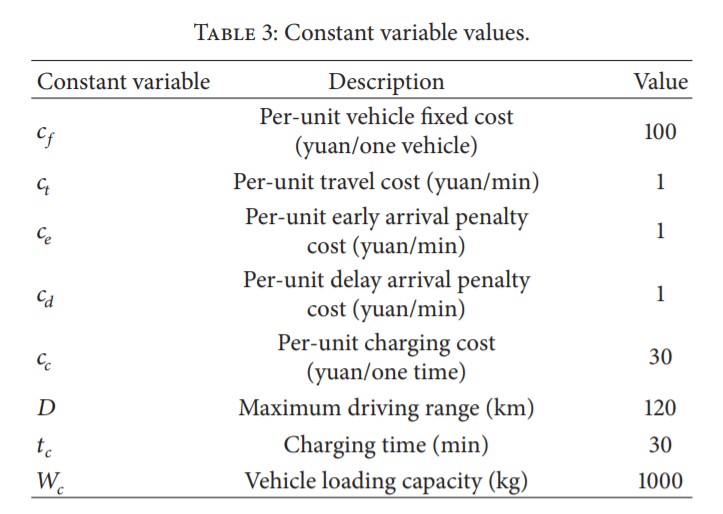 TABLE 3: Constant variable values.
Constant variable Description Value
c_f Per-unit vehicle fixed cost (yuan/one vehicle) 100
c_t Per-unit travel cost (yuan/min) 1
c_e Per-unit early arrival penalty cost (yuan/min) 1
c_d Per-unit delay arrival penalty cost (yuan/min) 1
c_c Per-unit charging cost (yuan/one time) 30
D Maximum driving range (km) 120
t_c Charging time (min) 30
W_c Vehicle loading capacity (kg) 1000